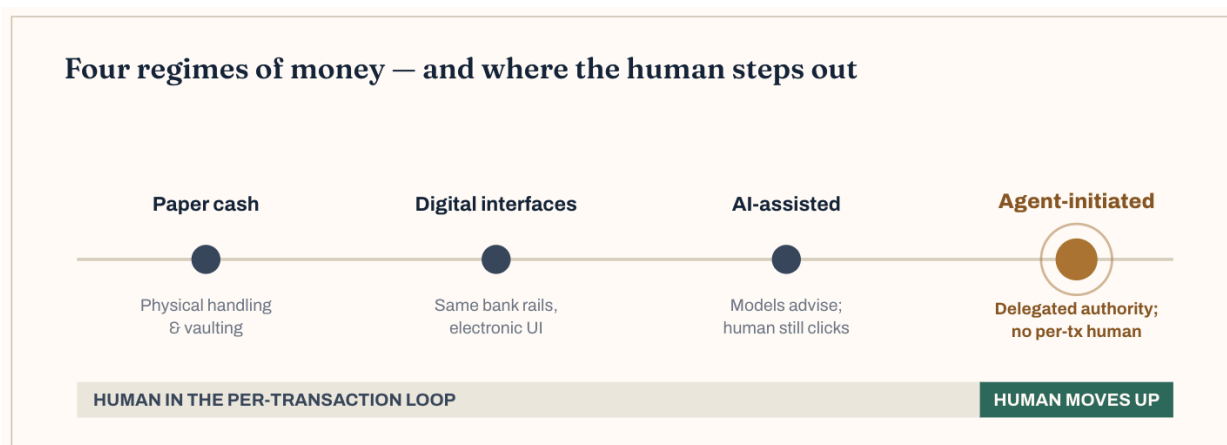 Four regimes of money — and where the human steps out
Paper cash
Digital interfaces
AI-assisted
Agent-initiated
Physical handling
& vaulting
Same bank rails,
electronic UI
Models advise;
human still clicks
Delegated authority;
no per-tx human
HUMAN IN THE PER-TRANSACTION LOOP
HUMAN MOVES UP